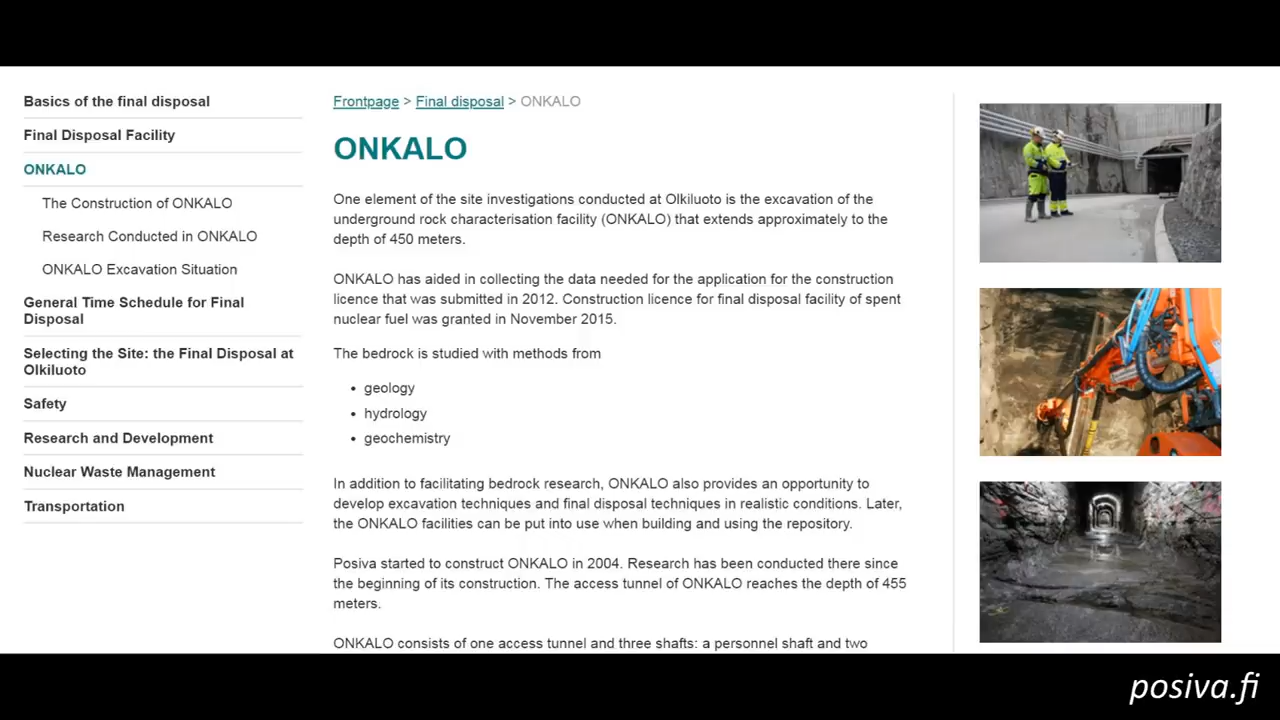 Basics of the final disposal
Final Disposal Facility
ONKALO
The Construction of ONKALO
Research Conducted in ONKALO
ONKALO Excavation Situation
General Time Schedule for Final
Disposal
Selecting the Site: the Final Disposal at
Olkiluoto
Safety
Research and Development
Nuclear Waste Management
Transportation
Frontpage > Final disposal > ONKALO
ONKALO
One element of the site investigations conducted at Olkiluoto is the excavation of the
underground rock characterisation facility (ONKALO) that extends approximately to the
depth of 450 meters.
ONKALO has aided in collecting the data needed for the application for the construction
licence that was submitted in 2012. Construction licence for final disposal facility of spent
nuclear fuel was granted in November 2015.
The bedrock is studied with methods from
• geology
• hydrology
• geochemistry
In addition to facilitating bedrock research, ONKALO also provides an opportunity to
develop excavation techniques and final disposal techniques in realistic conditions. Later,
the ONKALO facilities can be put into use when building and using the repository.
Posiva started to construct ONKALO in 2004. Research has been conducted there since
the beginning of its construction. The access tunnel of ONKALO reaches the depth of 455
meters.
ONKALO consists of one access tunnel and three shafts: a personnel shaft and two
posiva.fi